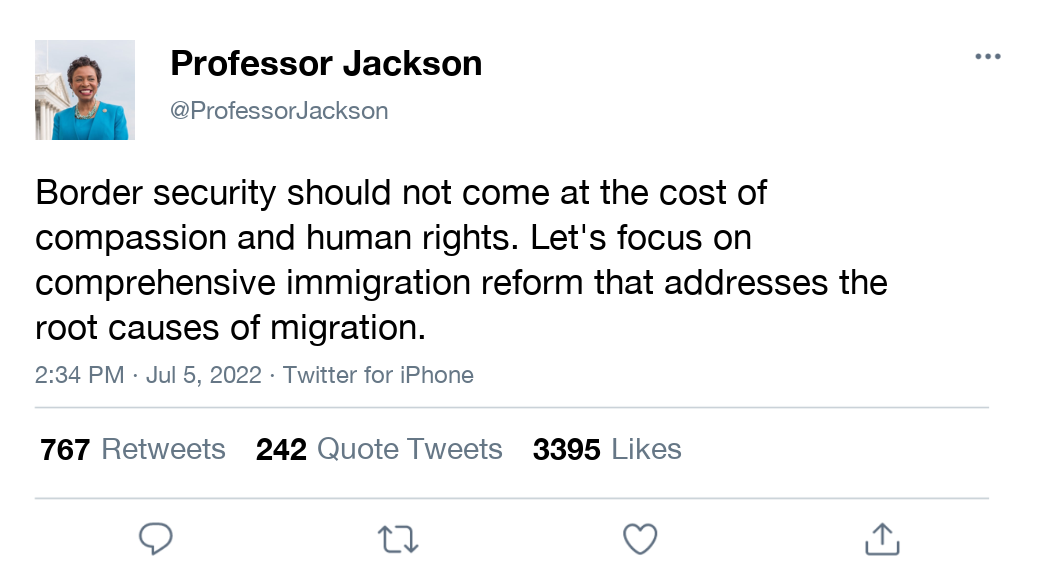 Professor Jackson
@ProfessorJackson
Border security should not come at the cost of
compassion and human rights. Let's focus on
comprehensive immigration reform that addresses the
root causes of migration.
2:34 PM · Jul 5, 2022 · Twitter for iPhone
767 Retweets 242 Quote Tweets 3395 Likes